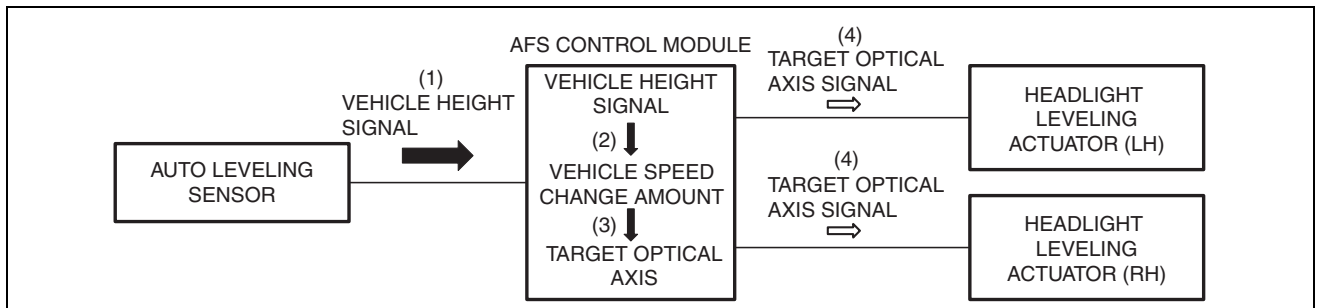 AUTO LEVELING
SENSOR
(1)
VEHICLE HEIGHT
SIGNAL
AFS CONTROL MODULE
VEHICLE HEIGHT
SIGNAL
(2)
VEHICLE SPEED
CHANGE AMOUNT
(3)
TARGET OPTICAL
AXIS
(4)
TARGET OPTICAL
AXIS SIGNAL
HEADLIGHT
LEVELING
ACTUATOR (LH)
(4)
TARGET OPTICAL
AXIS SIGNAL
HEADLIGHT
LEVELING
ACTUATOR (RH)